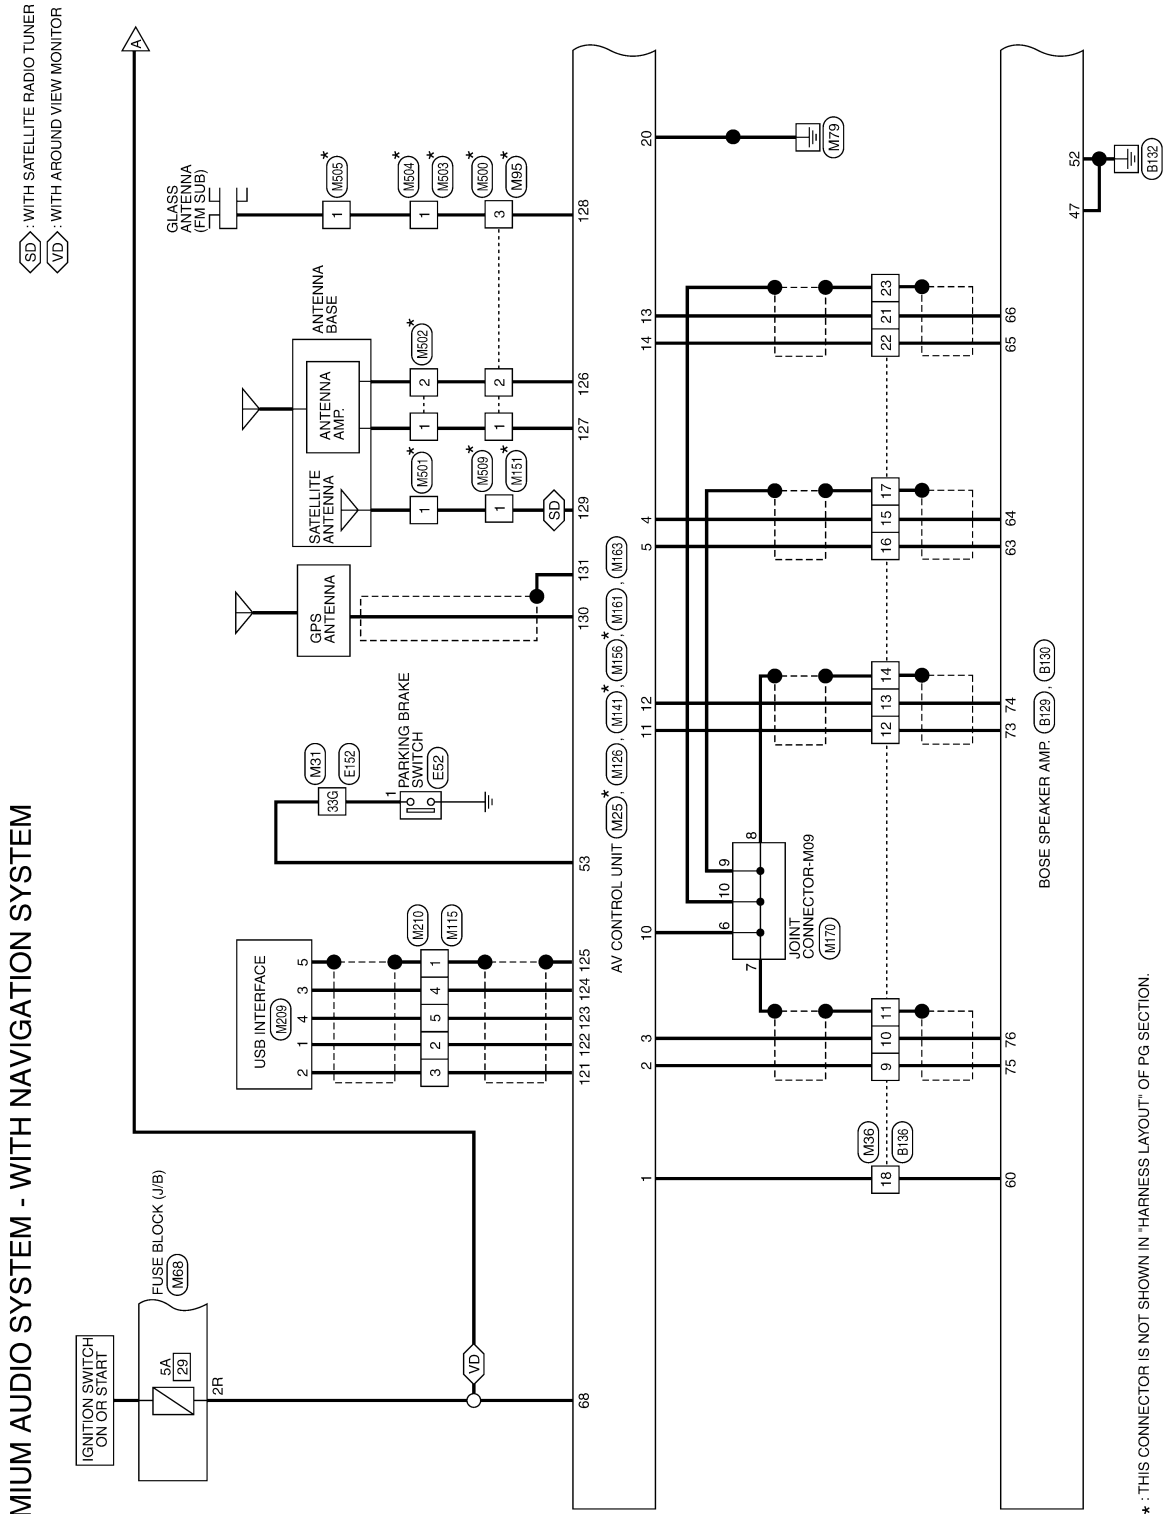 MIUM AUDIO SYSTEM - WITH NAVIGATION SYSTEM
SD : WITH SATELLITE RADIO TUNER
VD : WITH AROUND VIEW MONITOR
IGNITION SWITCH
ON OR START
FUSE BLOCK (J/B)
M68
5A
29
2R
VD
A
68
USB INTERFACE
M209
2 1 4 3 5
M210
M115
3 2 5 4 1
121 122 123 124 125
M31
E152
33G
1
PARKING BRAKE
SWITCH
E52
53
GPS
ANTENNA
130 131
ANTENNA
BASE
SATELLITE
ANTENNA
ANTENNA
AMP.
M501 *
1
M509 *
M151 *
1
SD
129
M502 *
1 2
1 2
127 126
GLASS
ANTENNA
(FM SUB)
M505 *
1
M504 *
M503 *
1
M500 *
M95 *
3
128
AV CONTROL UNIT M25 *, M126 , M141 *, M156 *, M161 , M163
1 2 3 10 11 12 5 4 14 13 20
M79
JOINT
CONNECTOR-M09
M170
7 6 10 9 8
M36
B136
18 9 10 11 12 13 14 16 15 17 22 21 23
60 75 76 73 74 63 64 65 66 47 52
B132
BOSE SPEAKER AMP. B129 , B130
* : THIS CONNECTOR IS NOT SHOWN IN "HARNESS LAYOUT" OF PG SECTION.